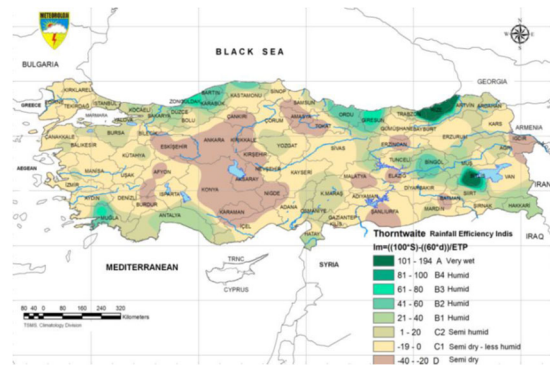 METEOROLOJI
BLACK SEA
BULGARIA
GEORGIA
KIRKLARELI
BARTIN
KASTAMONU
SINOP
ZONGULDAK
KARABUK
SAMSUN
GREECE
TEKIRDAG
ISTANBUL
KOCAELI
DUZCE
SAKARYA
BOLU
ORDU
GIRESUN
TRABZON
ARTVIN
ARDAHAN
MARMARA
CANKIRI
CORUM
AMASYA
TOKAT
KARS
ARMENIA
CANAKKALE
BURSA
BILECIK
GUMUSHANE
BAYBURT
ERZURUM
BALIKESIR
ESKISEHIR
ANKARA
KIRIKKALE
YOZGAT
SIVAS
ERZINCAN
AGRI
KUTAHYA
KIRSEHIR
TUNCELI
BINGOL
MUS
IRAN
AEGEAN
MANISA
USAK
AFYON
NEVSEHIR
KAYSERI
MALATYA
ELAZIG
VAN
IZMIR
AKSARAY
DIYARBAKIR
SIIRT
AYDIN
DENIZLI
ISPARTA
KONYA
NIGDE
K.MARAS
ADIYAMAN
BATMAN
BURDUR
SIRNAK
HAKKARI
MUGLA
KARAMAN
ADANA
OSMANIYE
GAZIANTEP
SANLIURFA
MARDIN
ANTALYA
ICEL
IRAQ
HATAY
MEDITERRANEAN
TRNC
CYPRUS
SYRIA
80 40 0 80 160 240 320
Kilometers
TSMS, Climatology Division
Thorntwaite Rainfall Efficiency Indis
Im=((100*S)-((60*d))/ETP
101 - 194 A Very wet
81 - 100 B4 Humid
61 - 80 B3 Humid
41 - 60 B2 Humid
21 - 40 B1 Humid
1 - 20 C2 Semi humid
-19 - 0 C1 Semi dry - less humid
-40 - -20 D Semi dry